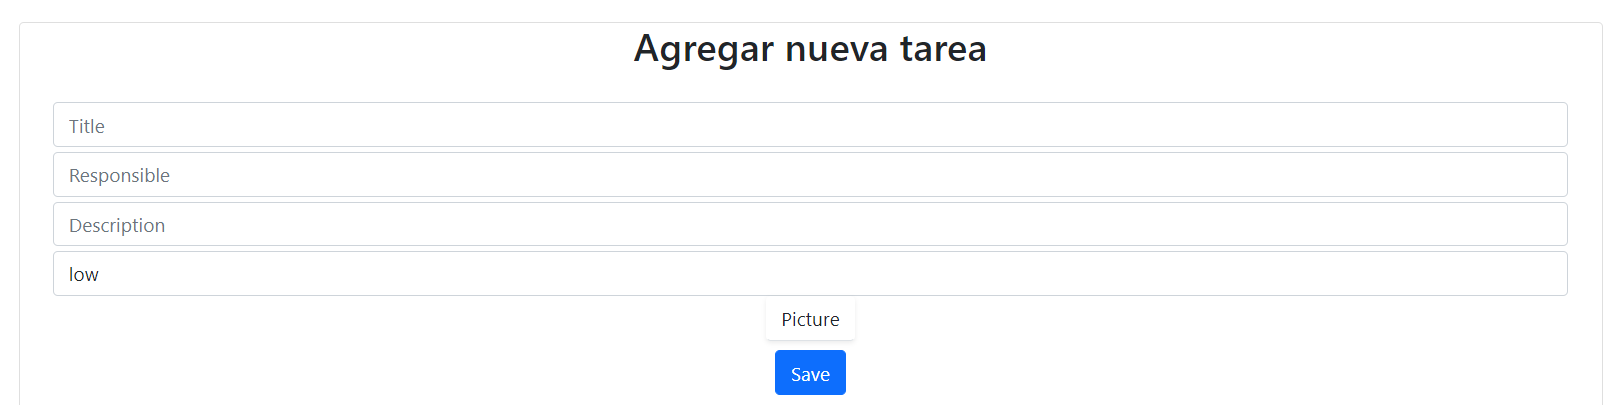 Agregar nueva tarea
Title
Responsible
Description
low
Picture
Save